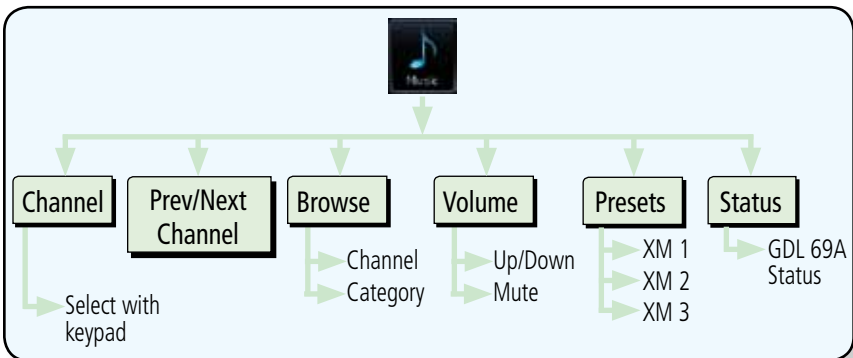 Music
Channel
Prev/Next
Channel
Browse
Volume
Presets
Status
Select with
keypad
Channel
Category
Up/Down
Mute
XM 1
XM 2
XM 3
GDL 69A
Status